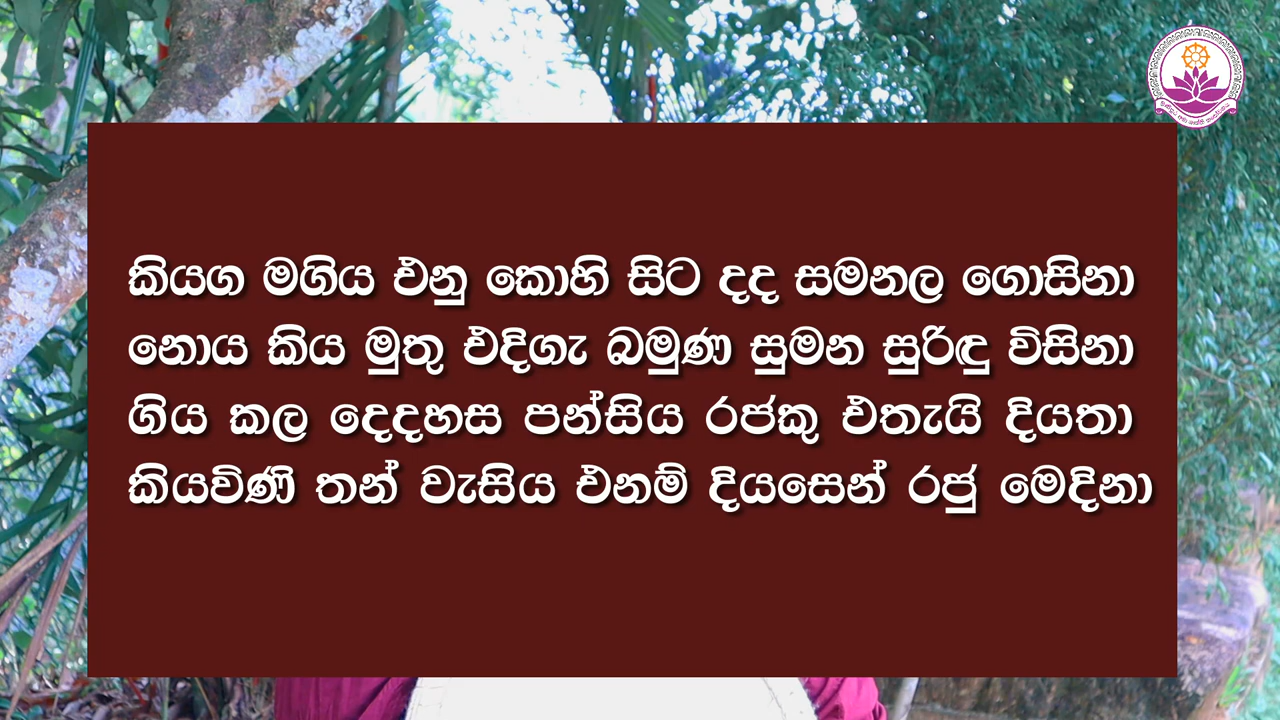 කියග මගිය එනු කොහි සිට දද සමනල ගොසිනා
නොය කිය මුතු එදිගැ බමුණ සුමන සුරිඳු විසිනා
ගිය කල දෙදහස පන්සිය රජකු එතැයි දියතා
කියවිණි තන් වැසිය එනම් දියසෙන් රජු මෙදිනා